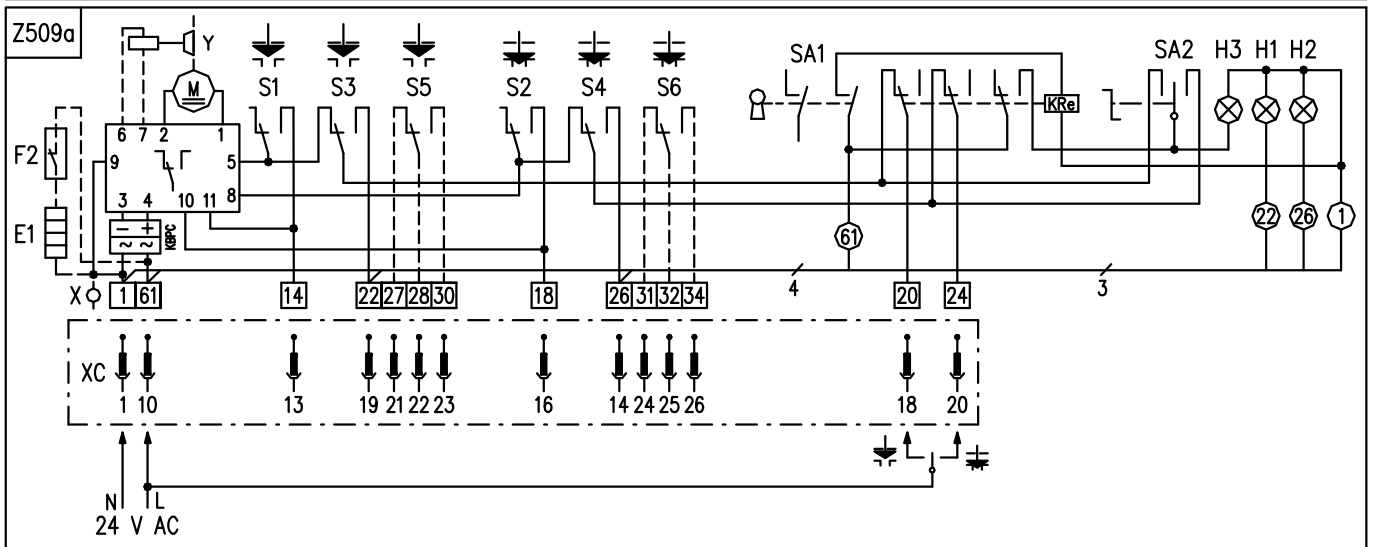 Z509a
Y
M
S1 S3 S5 S2 S4 S6 SA1 SA2 H3 H1 H2
KRe
6 7 2 1
F2
9 5
8
3 4 10 11
E1
- +
~ ~
KBPC
61 22 26 1
4 3
X 1 61 14 22 27 28 30 18 26 31 32 34 20 24
XC
1 10 13 19 21 22 23 16 14 24 25 26 18 20
N L
24 V AC